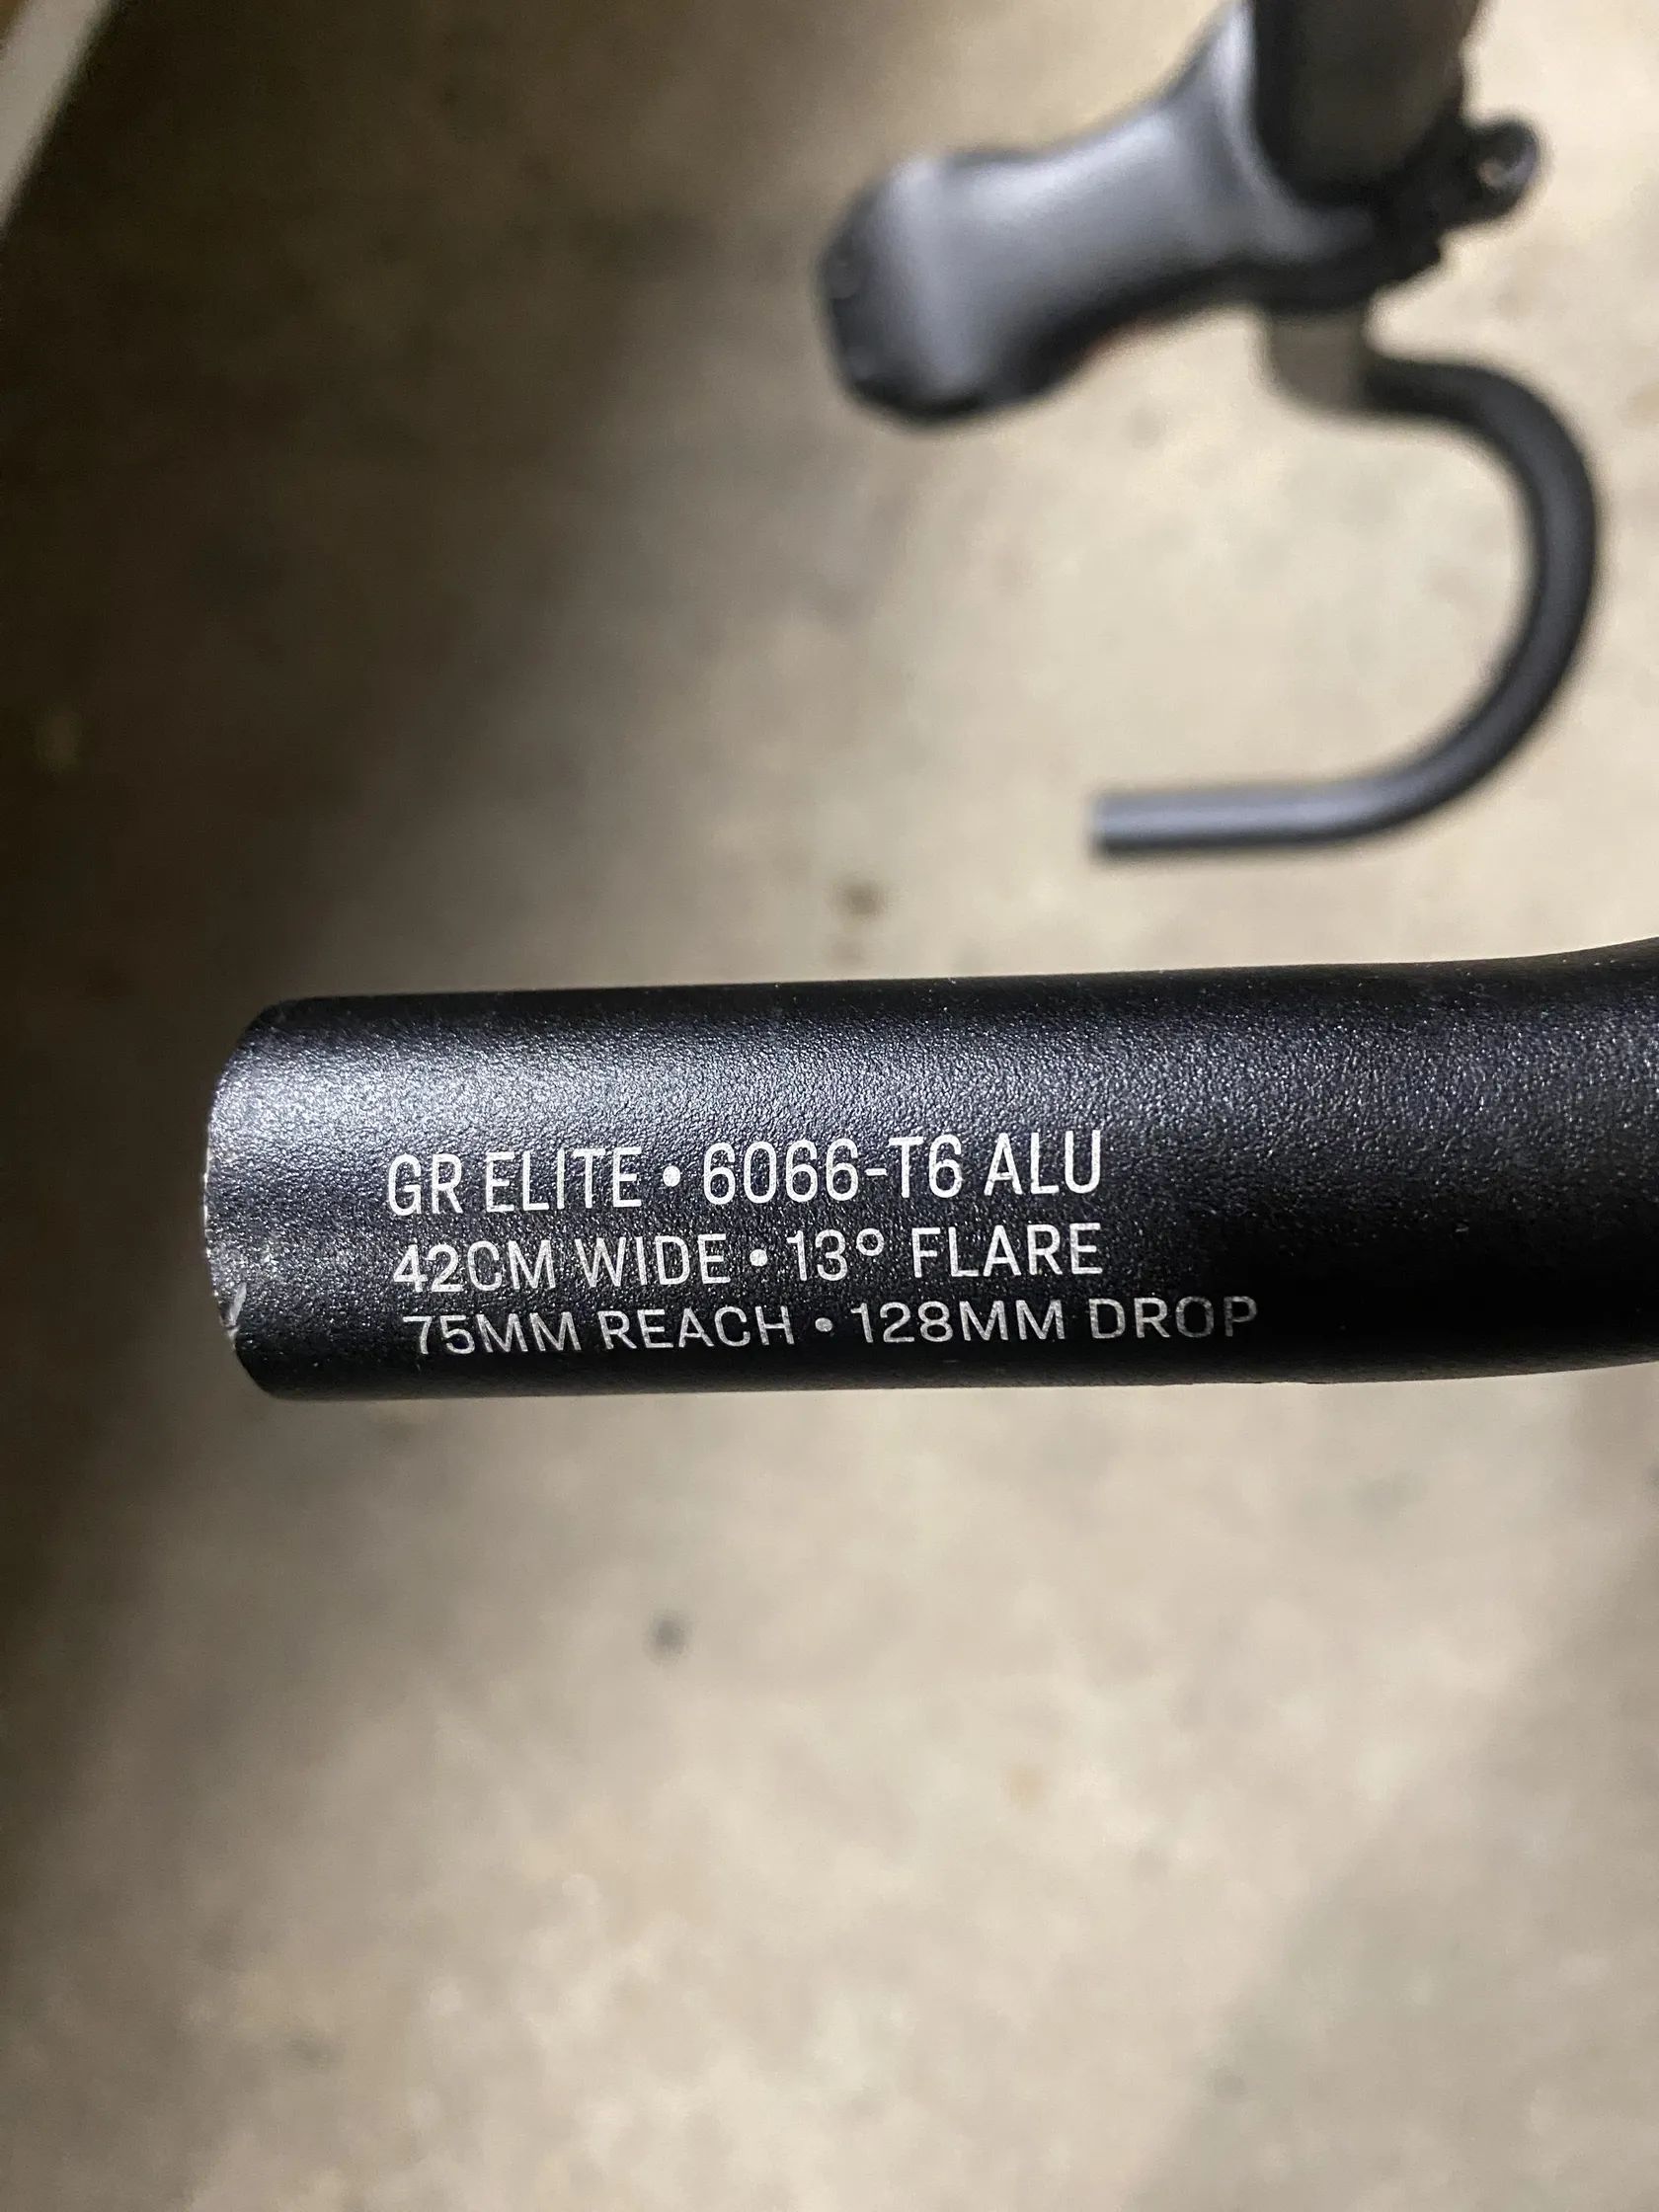 GR ELITE • 6066-T6 ALU
42CM WIDE • 13° FLARE
75MM REACH • 128MM DROP